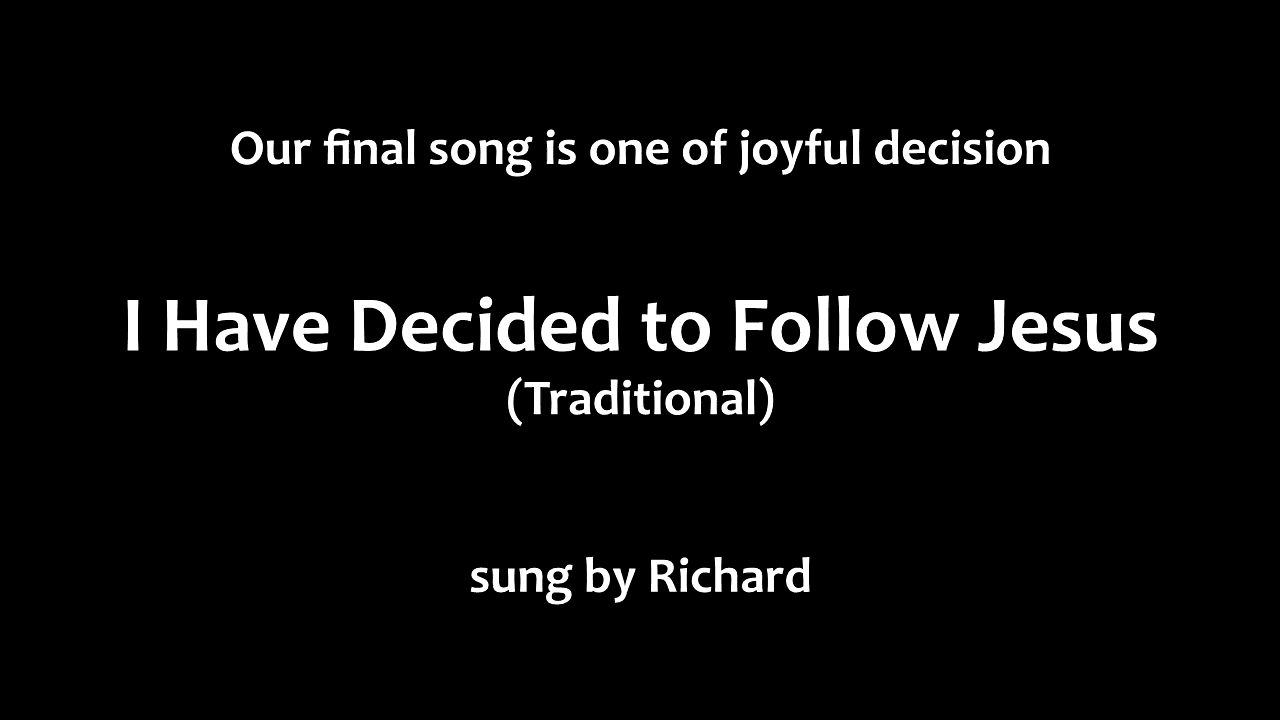 Our final song is one of joyful decision
I Have Decided to Follow Jesus
(Traditional)
sung by Richard